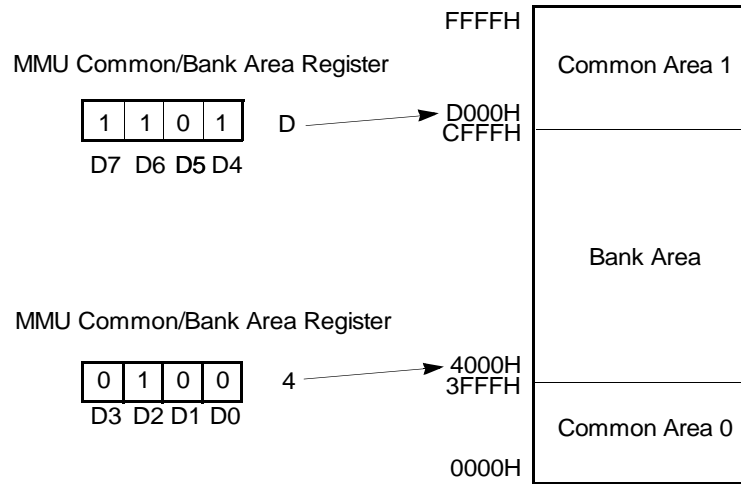 FFFFH
MMU Common/Bank Area Register
Common Area 1
1 1 0 1 D
D000H
CFFFH
D7 D6 D5 D4
Bank Area
MMU Common/Bank Area Register
0 1 0 0 4
4000H
3FFFH
D3 D2 D1 D0
Common Area 0
0000H